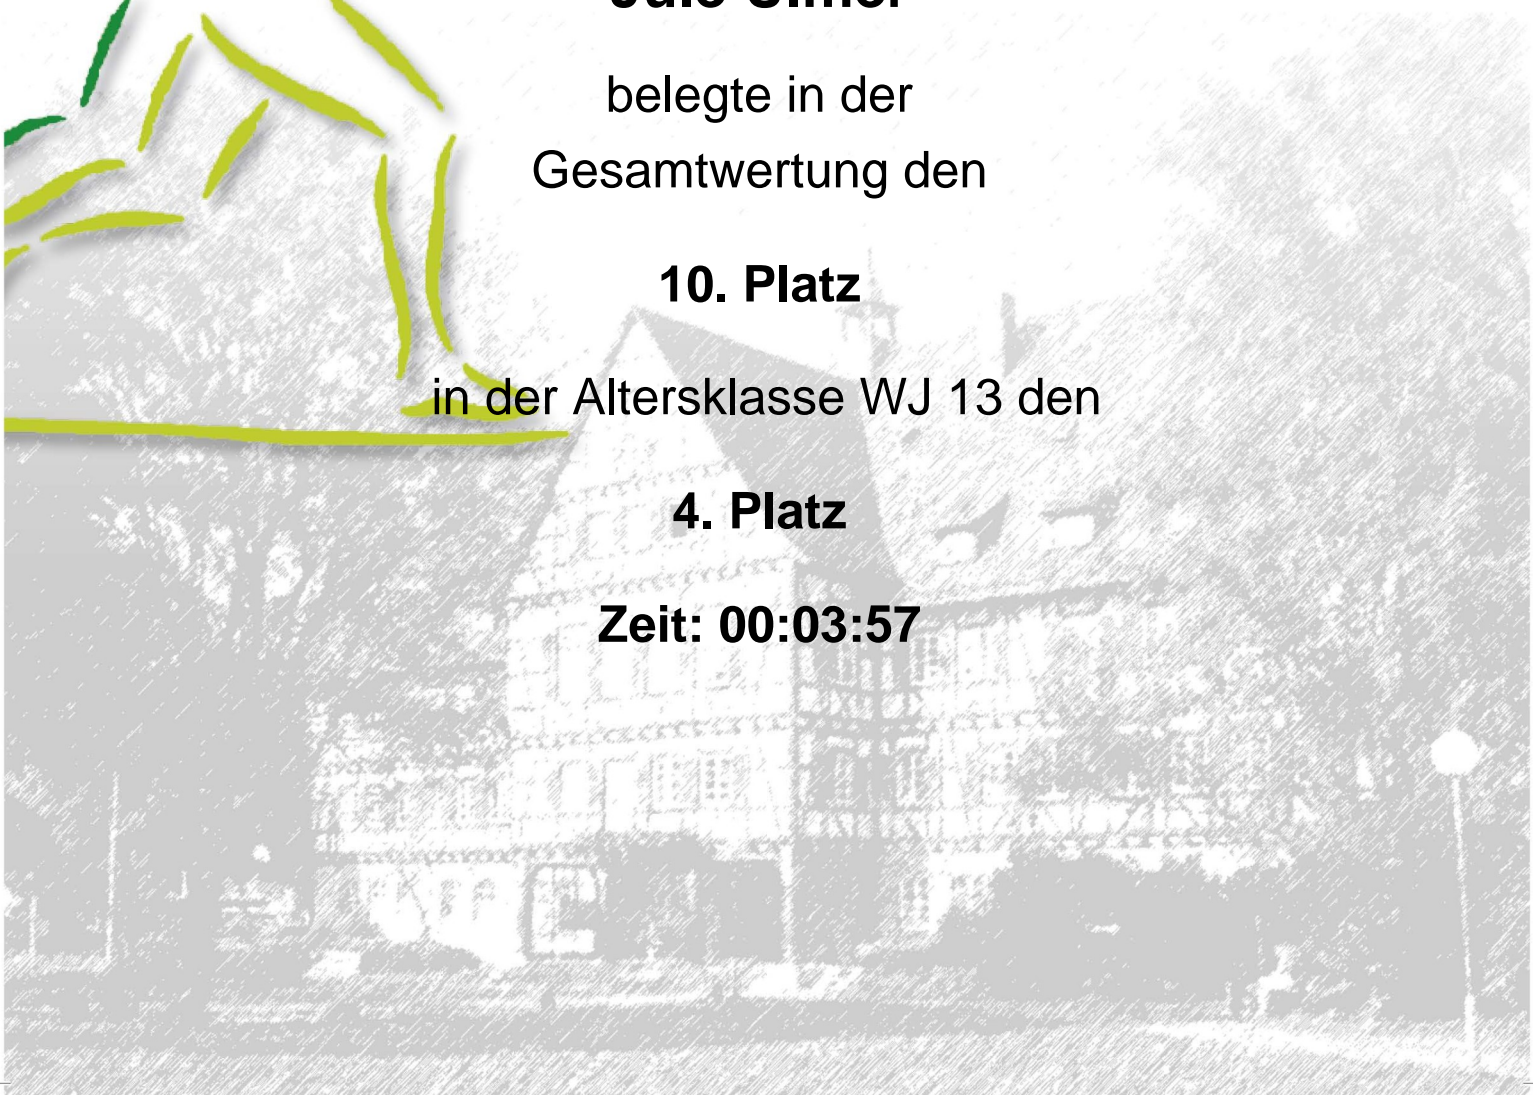 belegte in der
Gesamtwertung den
10. Platz
in der Altersklasse WJ 13 den
4. Platz
Zeit: 00:03:57